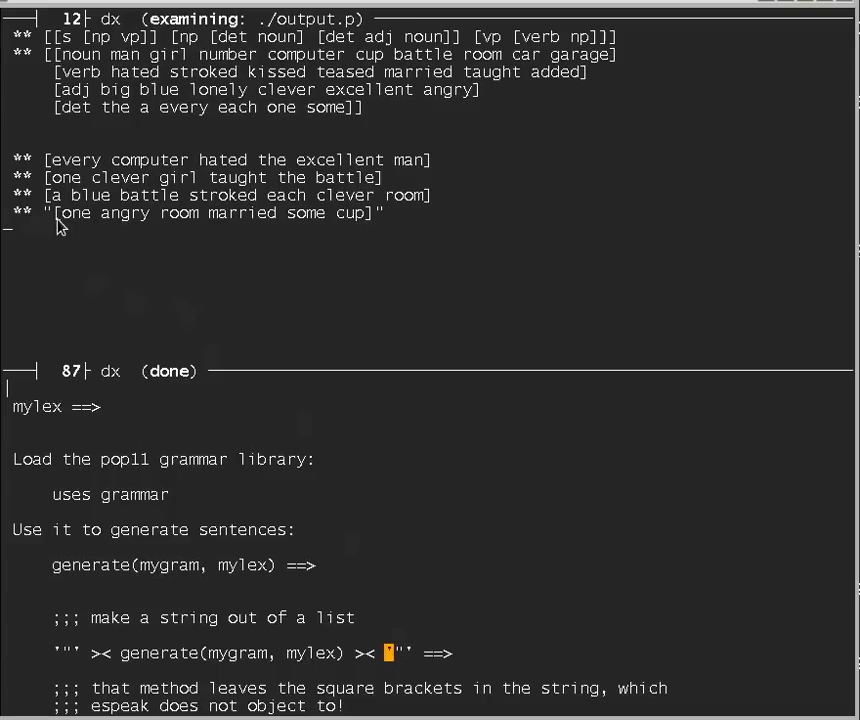 12 dx (examining: ./output.p)
** [[s [np vp]] [np [det noun] [det adj noun]] [vp [verb np]]]
** [[noun man girl number computer cup battle room car garage]
[verb hated stroked kissed teased married taught added]
[adj big blue lonely clever excellent angry]
[det the a every each one some]]
** [every computer hated the excellent man]
** [one clever girl taught the battle]
** [a blue battle stroked each clever room]
** "[one angry room married some cup]"
87 dx (done)
mylex ==>
Load the pop11 grammar library:
uses grammar
Use it to generate sentences:
generate(mygram, mylex) ==>
;;; make a string out of a list
'"' >< generate(mygram, mylex) >< '"' ==>
;;; that method leaves the square brackets in the string, which
;;; espeak does not object to!